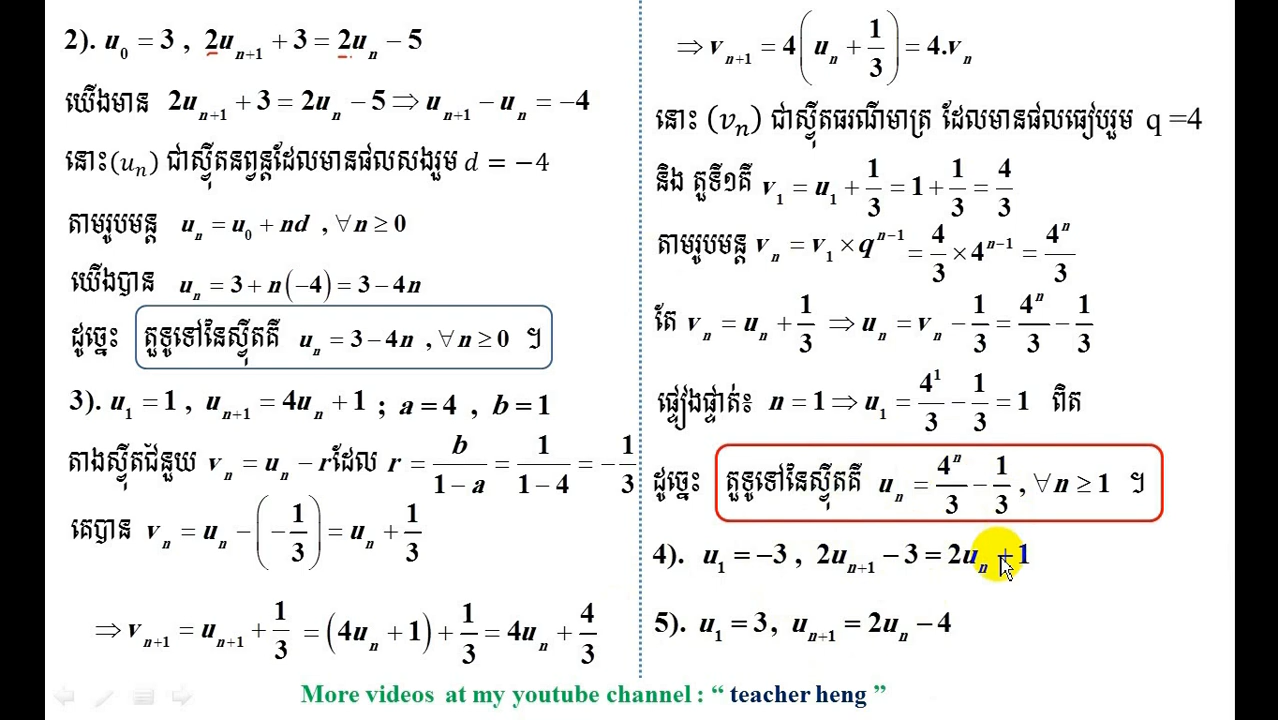 2). u₀ = 3 , 2uₙ₊₁ + 3 = 2uₙ − 5
យើងមាន 2uₙ₊₁ + 3 = 2uₙ − 5 ⇒ uₙ₊₁ − uₙ = −4
នោះ(uₙ) ជាស្វ៊ីតនព្វន្តដែលមានផលសងរួម d = −4
តាមរូបមន្ត uₙ = u₀ + nd , ∀n ≥ 0
យើងបាន uₙ = 3 + n(−4) = 3 − 4n
ដូច្នេះ តួទូទៅនៃស្វ៊ីតគឺ uₙ = 3 − 4n , ∀n ≥ 0 ។
3). u₁ = 1 , uₙ₊₁ = 4uₙ + 1 ; a = 4 , b = 1
តាងស្វ៊ីតជំនួយ vₙ = uₙ − r ដែល r = b/(1 − a) = 1/(1 − 4) = −1/3
គេបាន vₙ = uₙ − (−1/3) = uₙ + 1/3
⇒ vₙ₊₁ = uₙ₊₁ + 1/3 = (4uₙ + 1) + 1/3 = 4uₙ + 4/3
⇒ vₙ₊₁ = 4(uₙ + 1/3) = 4.vₙ
នោះ (vₙ) ជាស្វ៊ីតធរណីមាត្រ ដែលមានផលធៀបរួម q =4
និង តួទី១គឺ v₁ = u₁ + 1/3 = 1 + 1/3 = 4/3
តាមរូបមន្ត vₙ = v₁ × qⁿ⁻¹ = 4/3 × 4ⁿ⁻¹ = 4ⁿ/3
តែ vₙ = uₙ + 1/3 ⇒ uₙ = vₙ − 1/3 = 4ⁿ/3 − 1/3
ផ្ទៀងផ្ទាត់៖ n = 1 ⇒ u₁ = 4¹/3 − 1/3 = 1 ពិត
ដូច្នេះ តួទូទៅនៃស្វ៊ីតគឺ uₙ = 4ⁿ/3 − 1/3 , ∀n ≥ 1 ។
4). u₁ = −3 , 2uₙ₊₁ − 3 = 2uₙ + 1
5). u₁ = 3, uₙ₊₁ = 2uₙ − 4
More videos at my youtube channel : “ teacher heng ”